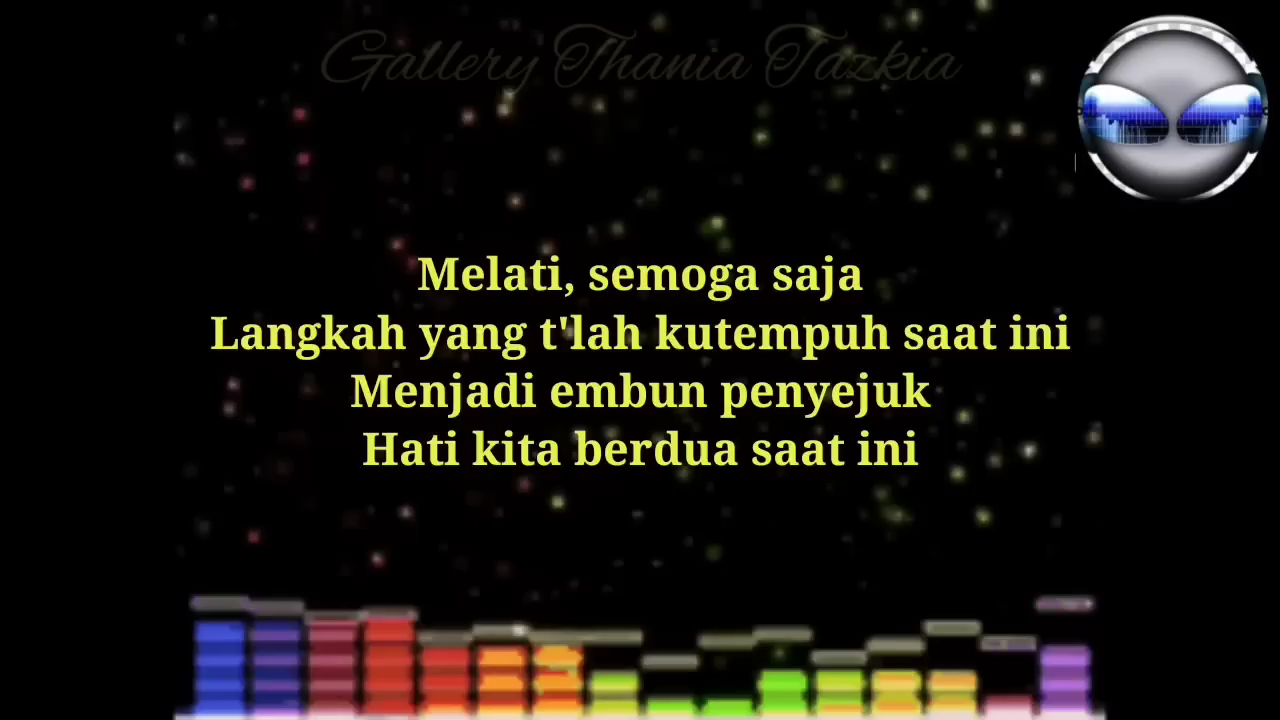 Gallery Thania Tazkia
Melati, semoga saja
Langkah yang t'lah kutempuh saat ini
Menjadi embun penyejuk
Hati kita berdua saat ini